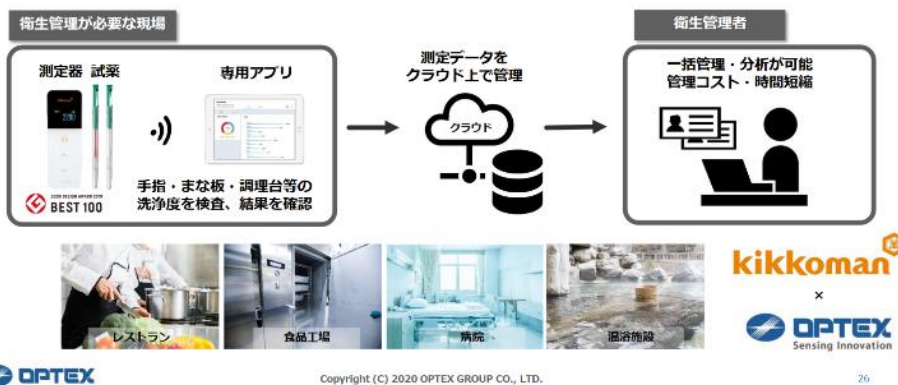 衛生管理が必要な現場
測定器 試薬
専用アプリ
手指・まな板・調理台等の
洗浄度を検査、結果を確認
BEST 100
測定データを
クラウド上で管理
クラウド
衛生管理者
一括管理・分析が可能
管理コスト・時間短縮
レストラン
食品工場
病院
温浴施設
kikkoman
×
OPTEX
Sensing Innovation
OPTEX
Copyright (C) 2020 OPTEX GROUP CO., LTD.
26